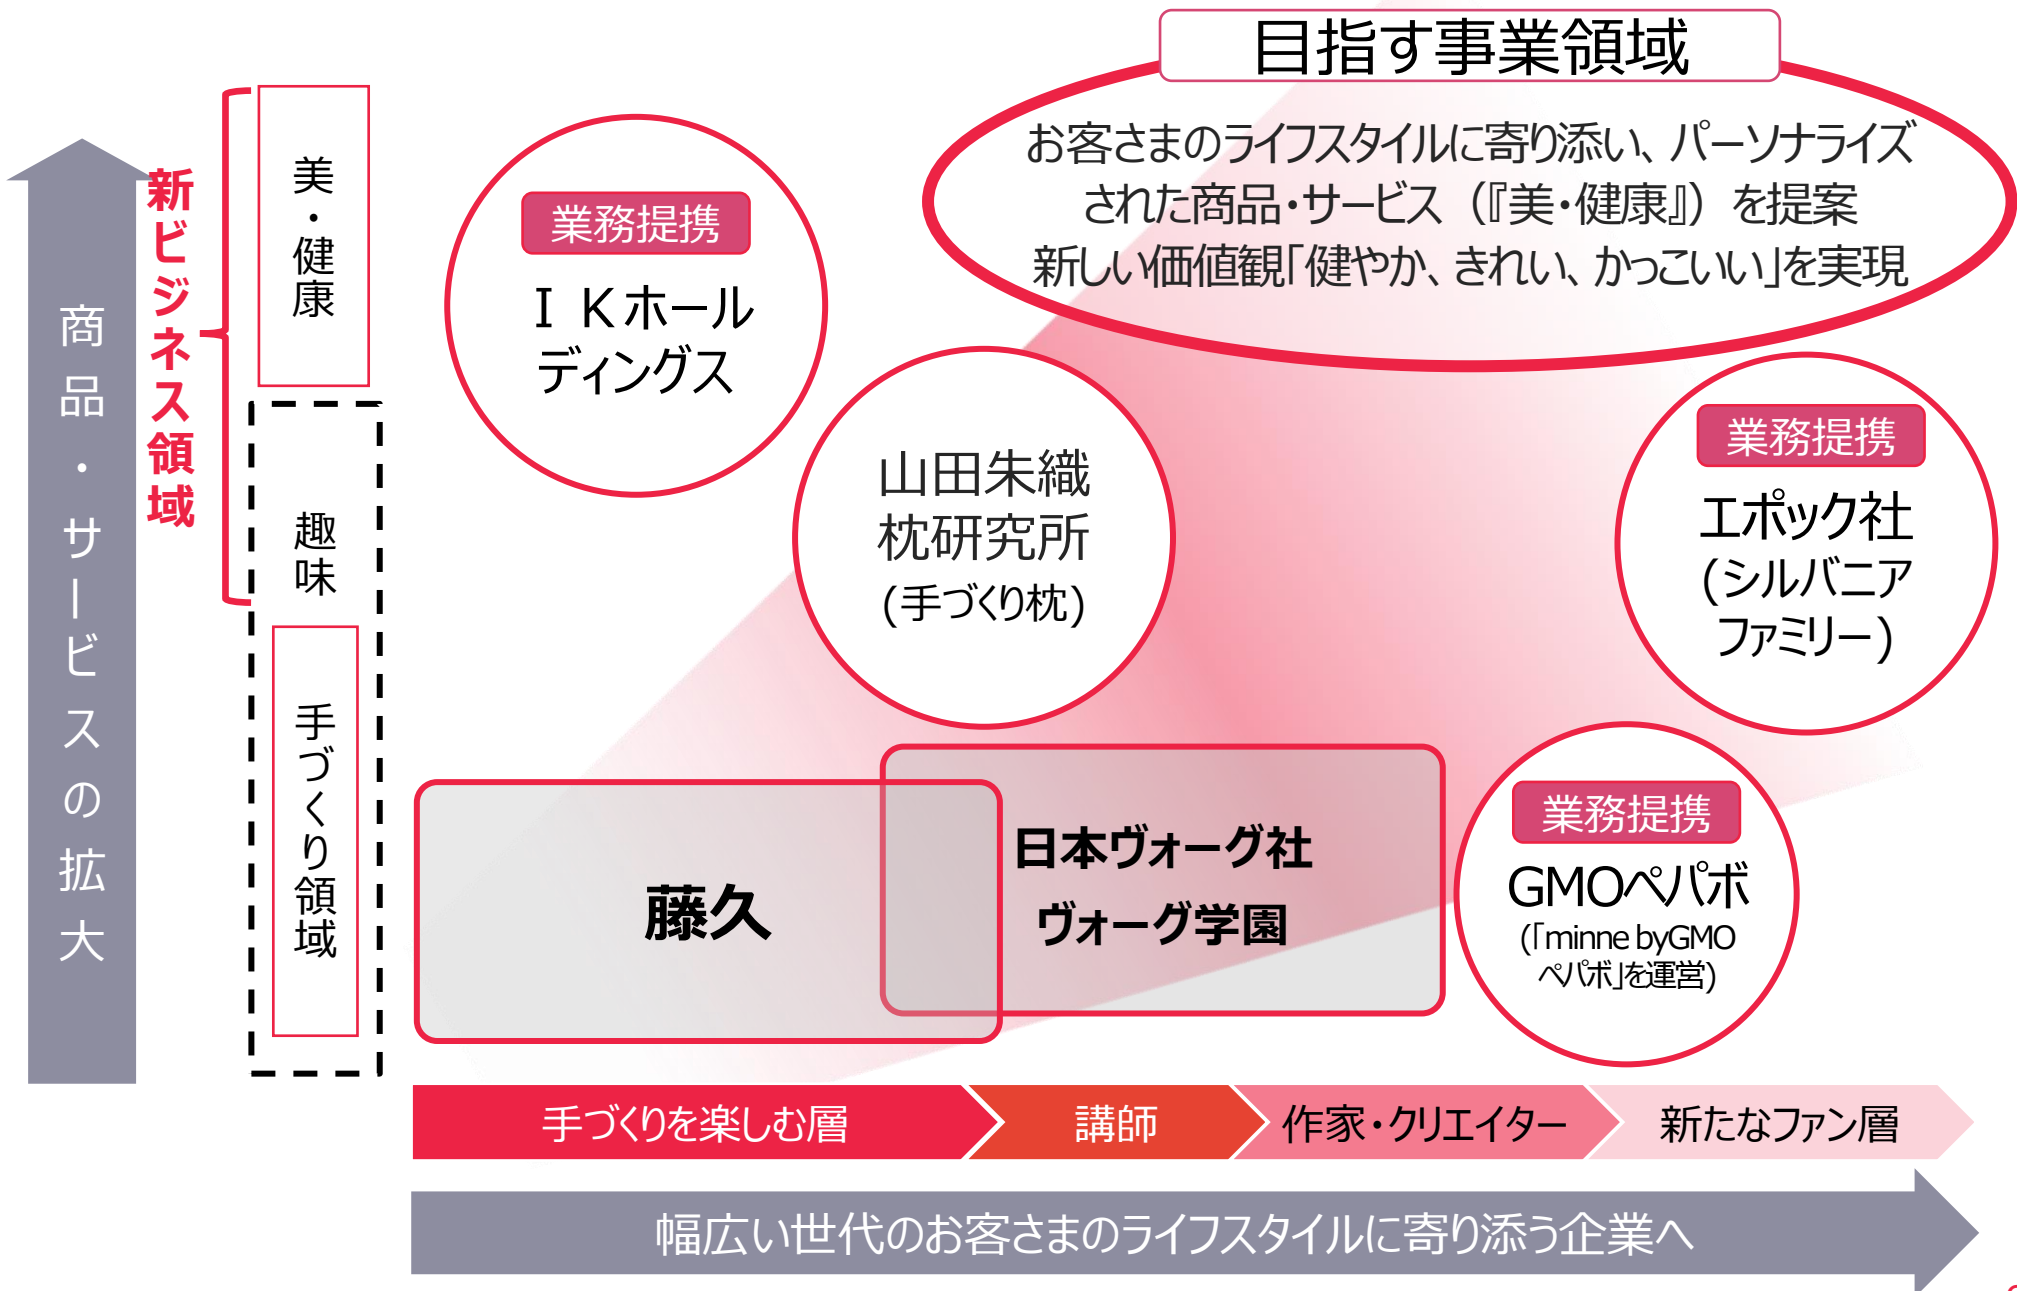 目指す事業領域
お客さまのライフスタイルに寄り添い、パーソナライズ
された商品・サービス（『美・健康』）を提案
新しい価値観「健やか、きれい、かっこいい」を実現
商品・サービスの拡大
新ビジネス領域
美・健康
趣味
手づくり領域
業務提携
ＩＫホール
ディングス
山田朱織
枕研究所
(手づくり枕)
業務提携
エポック社
(シルバニア
ファミリー)
藤久
日本ヴォーグ社
ヴォーグ学園
業務提携
GMOペパボ
(「minne byGMO
ペパボ」を運営)
手づくりを楽しむ層
講師
作家・クリエイター
新たなファン層
幅広い世代のお客さまのライフスタイルに寄り添う企業へ